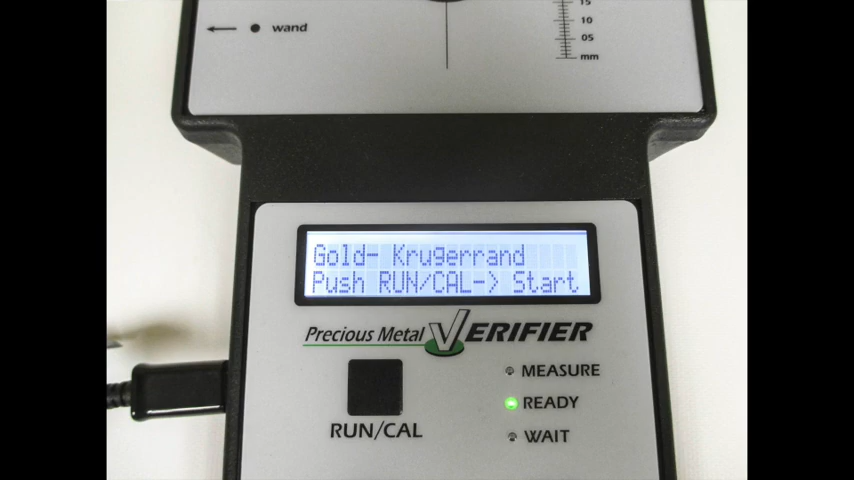 wand
15
10
05
mm
Gold- Krugerrand
Push RUN/CAL-> Start
Precious Metal VERIFIER
RUN/CAL
MEASURE
READY
WAIT